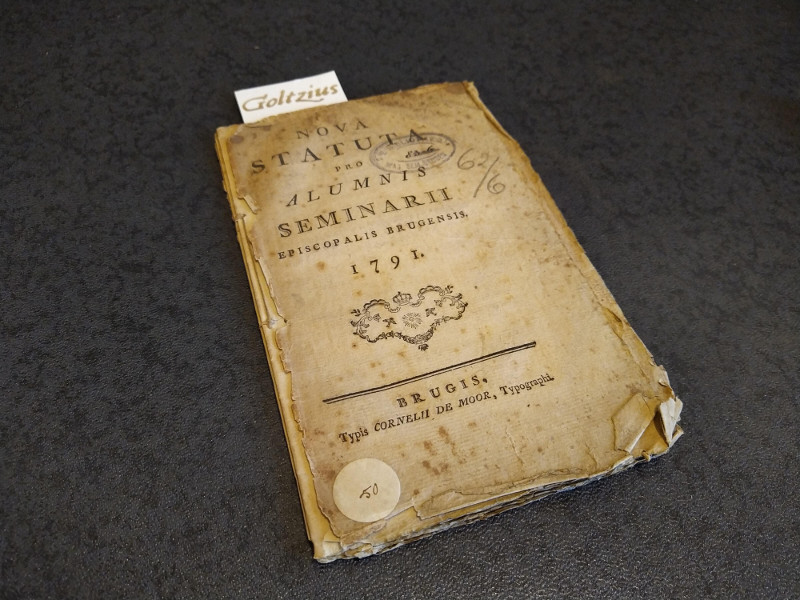 Goltzius
NOVA
STATUTA
PRO
ALUMNIS
SEMINARII
EPISCOPALIS BRUGENSIS.
1791.
62/6
BRUGIS,
Typis CORNELII DE MOOR, Typographi.
50